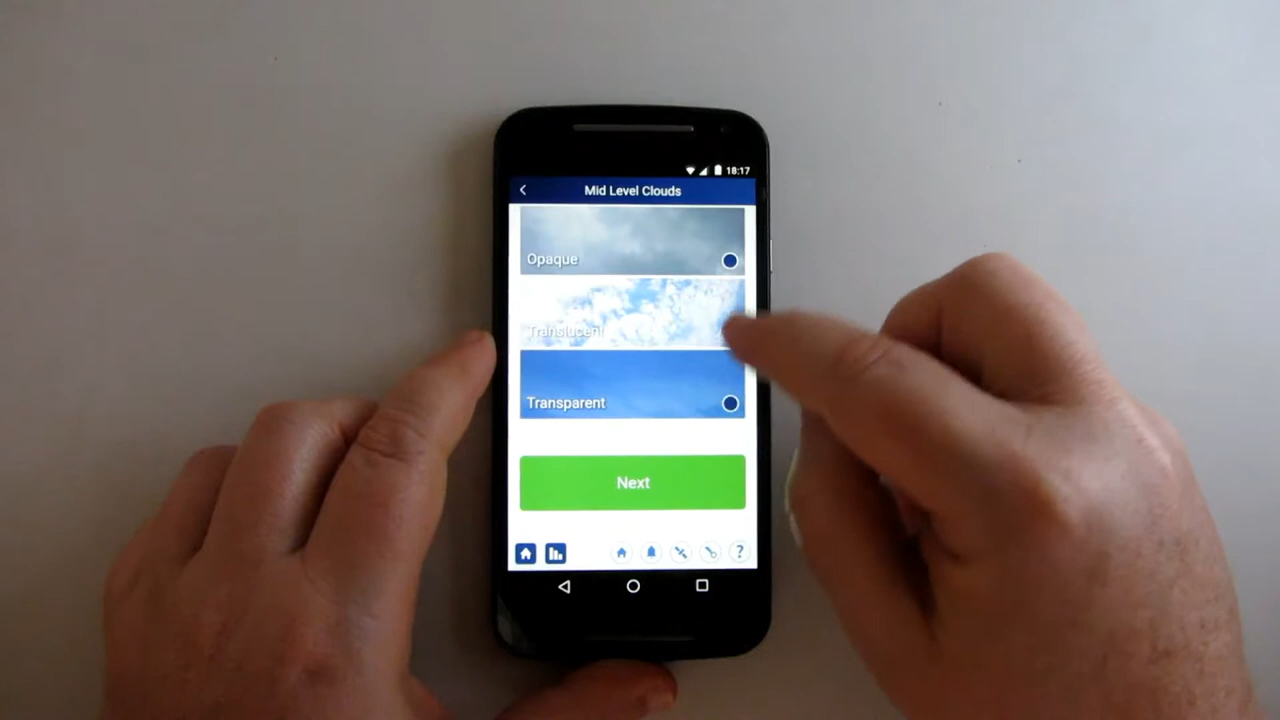 18:17
Mid Level Clouds
Opaque
Translucent
Transparent
Next
?